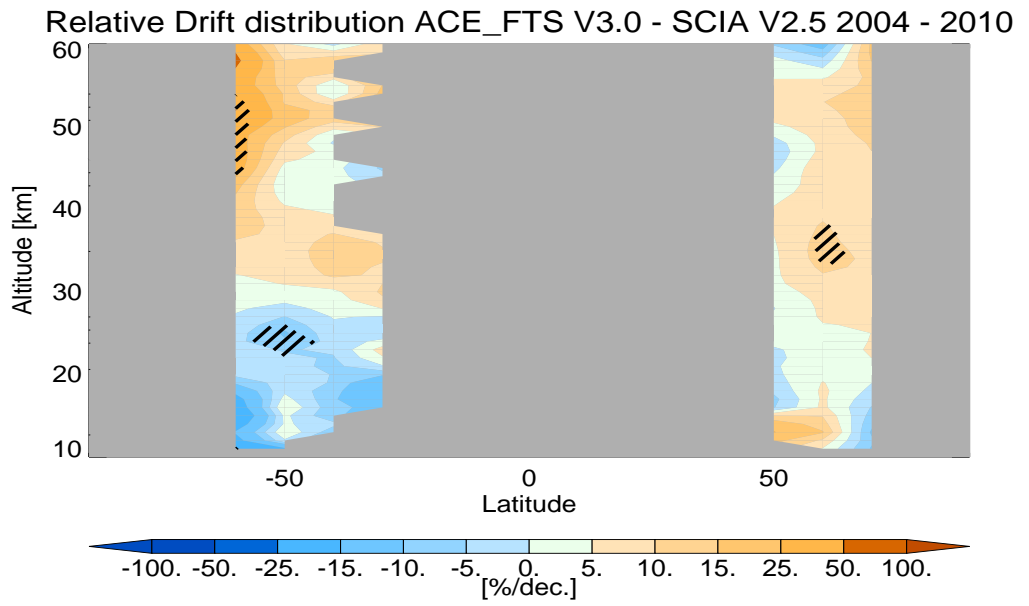 Relative Drift distribution ACE_FTS V3.0 - SCIA V2.5 2004 - 2010
60
50
40
30
20
10
Altitude [km]
-50 0 50
Latitude
-100. -50. -25. -15. -10. -5. 0. 5. 10. 15. 25. 50. 100.
[%/dec.]